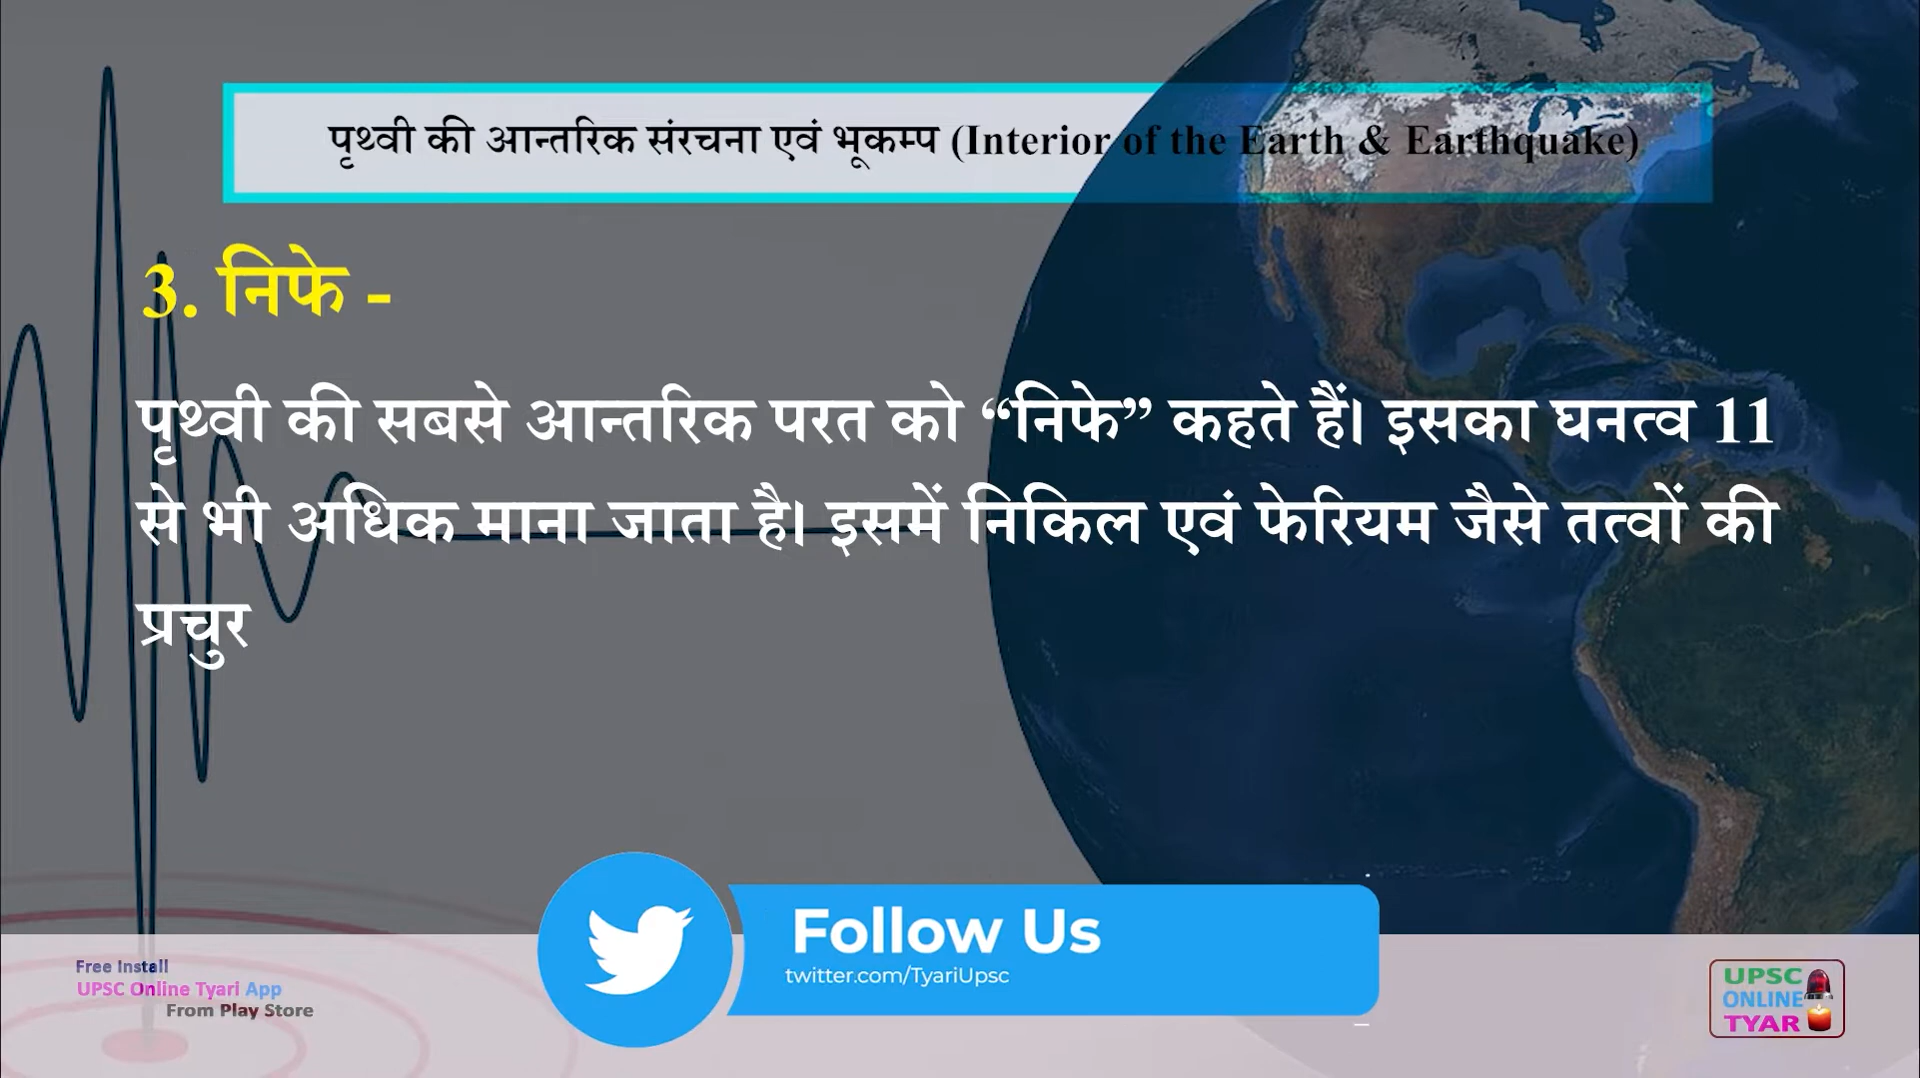 पृथ्वी की आन्तरिक संरचना एवं भूकम्प (Interior of the Earth & Earthquake)
3. निफे -
पृथ्वी की सबसे आन्तरिक परत को “निफे” कहते हैं। इसका घनत्व 11
से भी अधिक माना जाता है। इसमें निकिल एवं फेरियम जैसे तत्वों की
प्रचुर
Follow Us
twitter.com/TyariUpsc
Free Install
UPSC Online Tyari App
From Play Store
UPSC
ONLINE
TYAR